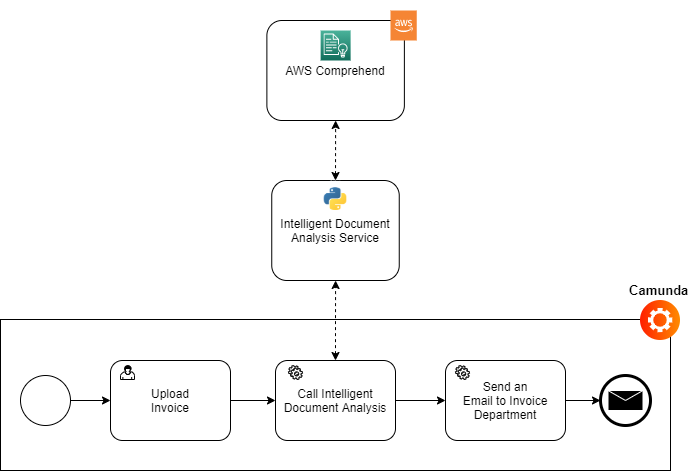 aws
AWS Comprehend
Intelligent Document
Analysis Service
Camunda
Upload
Invoice
Call Intelligent
Document Analysis
Send an
Email to Invoice
Department